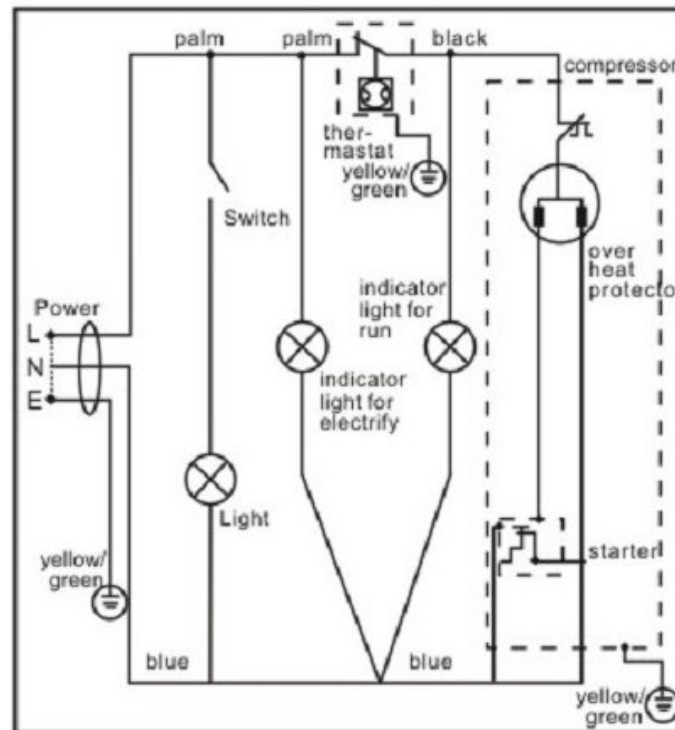 palm
palm
black
compressor
ther-
mastat
yellow/
green
Switch
over
heat
protecto
indicator
light for
run
Power
L
N
E
indicator
light for
electrify
Light
starter
yellow/
green
blue
blue
yellow/
green